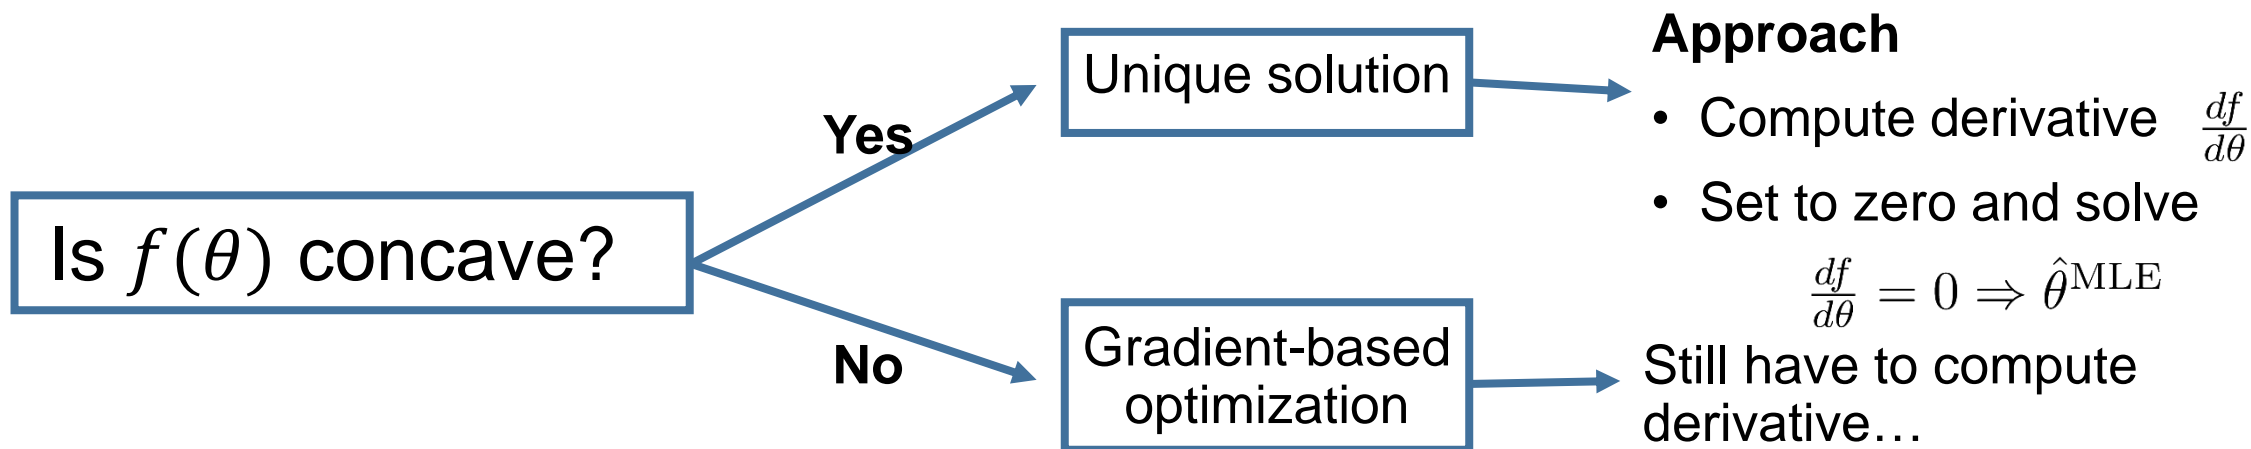 Is f(θ) concave?
Yes
Unique solution
Approach
• Compute derivative df/dθ
• Set to zero and solve
df/dθ = 0 ⇒ θ̂^MLE
No
Gradient-based
optimization
Still have to compute
derivative…